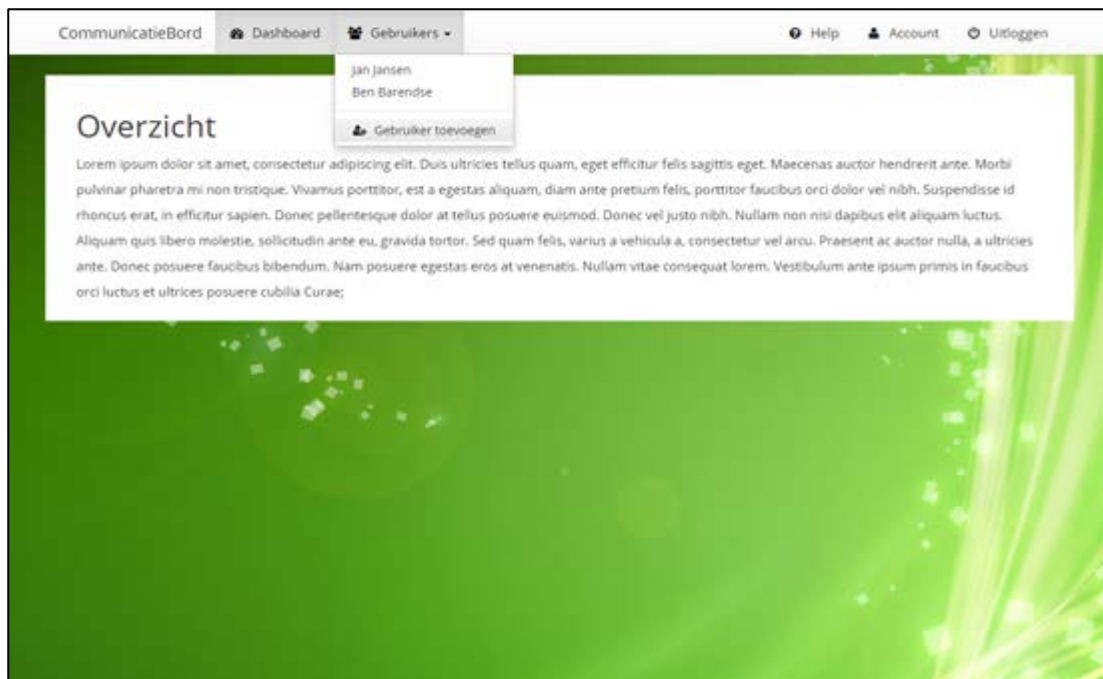 CommunicatieBord Dashboard Gebruikers Help Account Uitloggen
Jan Jansen
Ben Barendse
Gebruiker toevoegen
Overzicht
Lorem ipsum dolor sit amet, consectetur adipiscing elit. Duis ultricies tellus quam, eget efficitur felis sagittis eget. Maecenas auctor hendrerit ante. Morbi
pulvinar pharetra mi non tristique. Vivamus porttitor, est a egestas aliquam, diam ante pretium felis, porttitor faucibus orci dolor vel nibh. Suspendisse id
rhoncus erat, in efficitur sapien. Donec pellentesque dolor at tellus posuere euismod. Donec vel justo nibh. Nullam non nisi dapibus elit aliquam luctus.
Aliquam quis libero molestie, sollicitudin ante eu, gravida tortor. Sed quam felis, varius a vehicula a, consectetur vel arcu. Praesent ac auctor nulla, a ultricies
ante. Donec posuere faucibus bibendum. Nam posuere egestas eros at venenatis. Nullam vitae consequat lorem. Vestibulum ante ipsum primis in faucibus
orci luctus et ultrices posuere cubilia Curae;